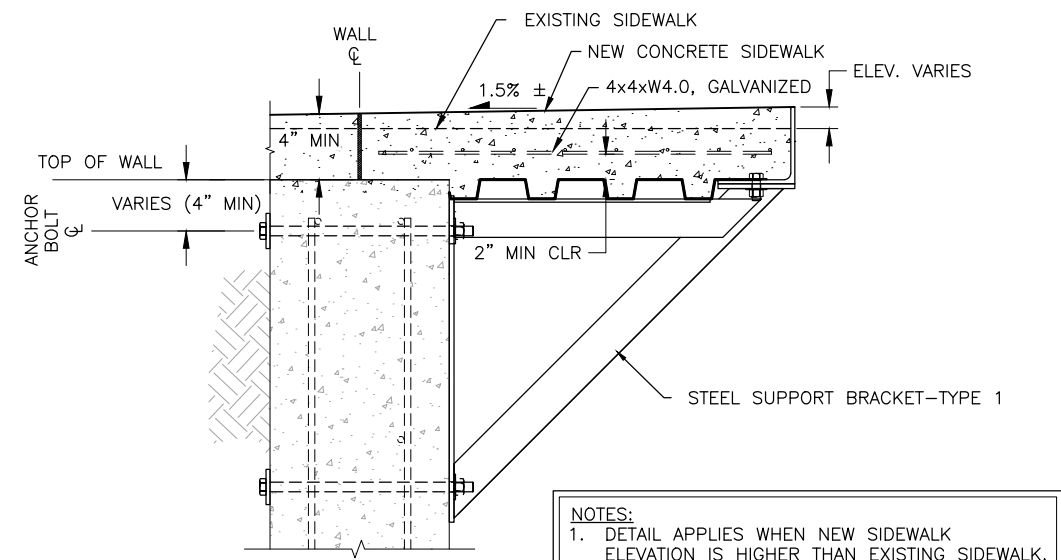 EXISTING SIDEWALK
WALL
℄
NEW CONCRETE SIDEWALK
ELEV. VARIES
1.5% ±
4x4xW4.0, GALVANIZED
4” MIN
TOP OF WALL
VARIES (4” MIN)
ANCHOR
BOLT
℄
2” MIN CLR
STEEL SUPPORT BRACKET–TYPE 1
NOTES:
1. DETAIL APPLIES WHEN NEW SIDEWALK
ELEVATION IS HIGHER THAN EXISTING SIDEWALK.